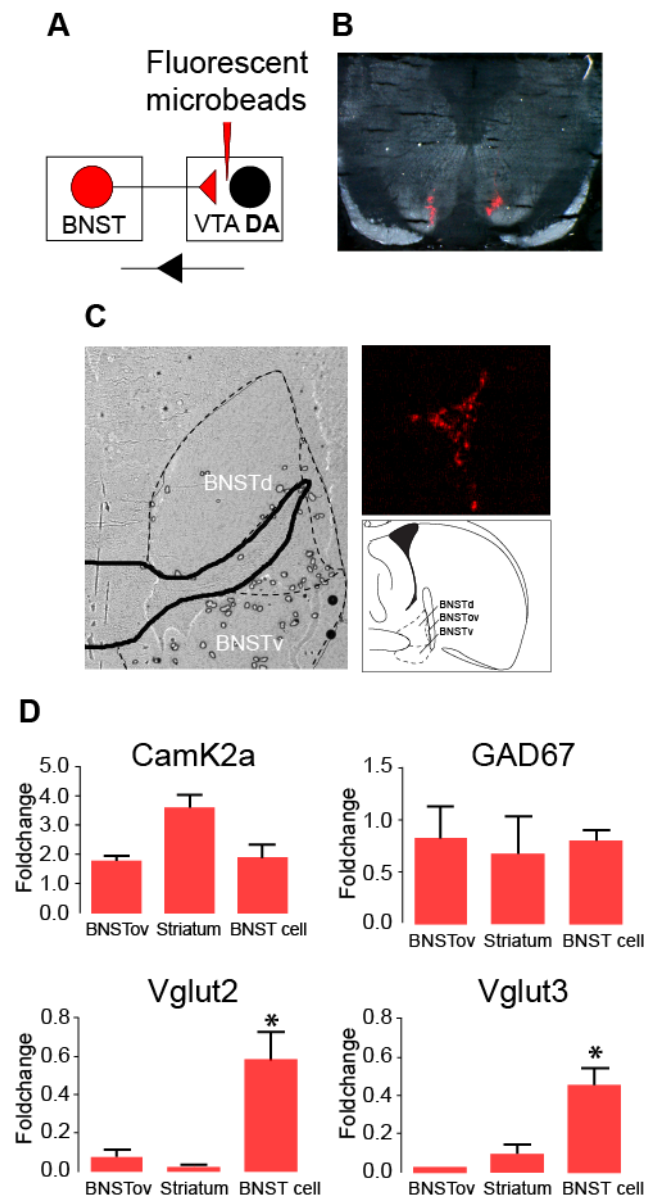 A
Fluorescent
microbeads
BNST
VTA DA
B
C
BNSTd
BNSTv
BNSTd
BNSTov
BNSTv
D
CamK2a
Foldchange
5.0
4.0
3.0
2.0
1.0
0.0
BNSTov Striatum BNST cell
GAD67
Foldchange
1.5
1.0
0.5
0.0
BNSTov Striatum BNST cell
Vglut2
Foldchange
0.8
0.6
0.4
0.2
0.0
*
BNSTov Striatum BNST cell
Vglut3
Foldchange
0.8
0.6
0.4
0.2
0.0
*
BNSTov Striatum BNST cell